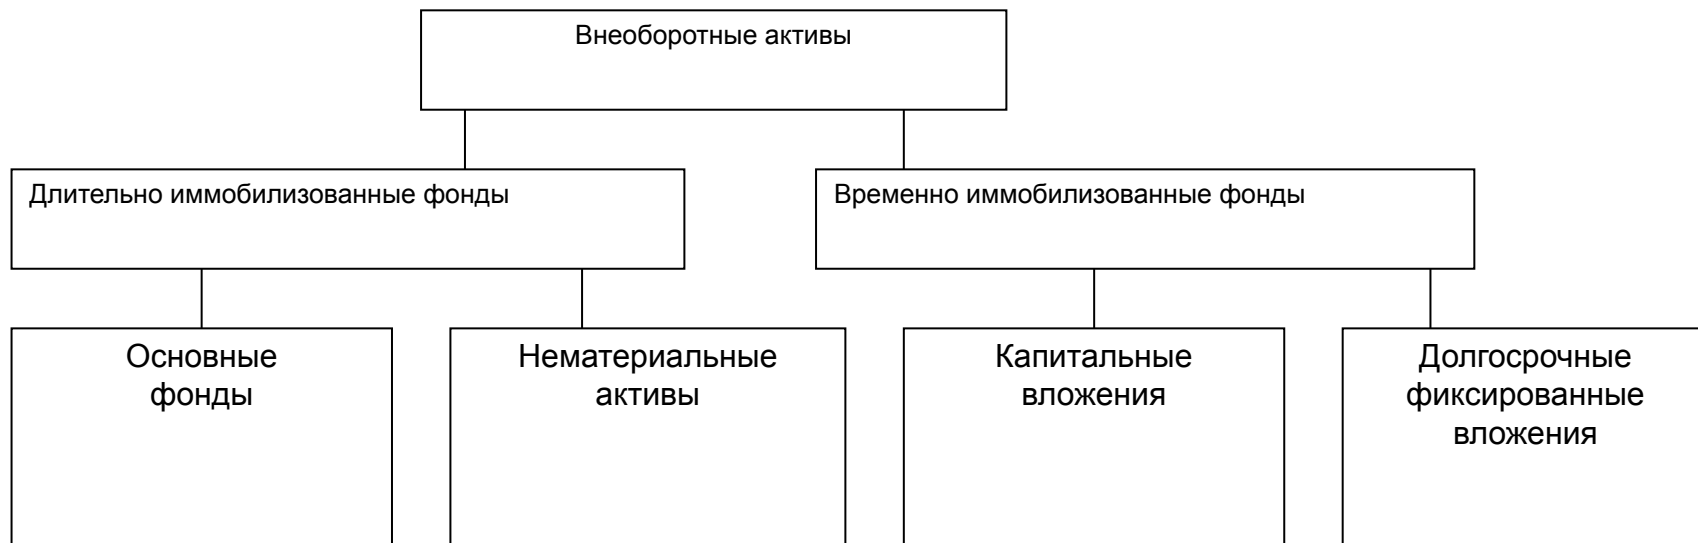 Внеоборотные активы
Длительно иммобилизованные фонды
Временно иммобилизованные фонды
Основные
фонды
Нематериальные
активы
Капитальные
вложения
Долгосрочные
фиксированные
вложения